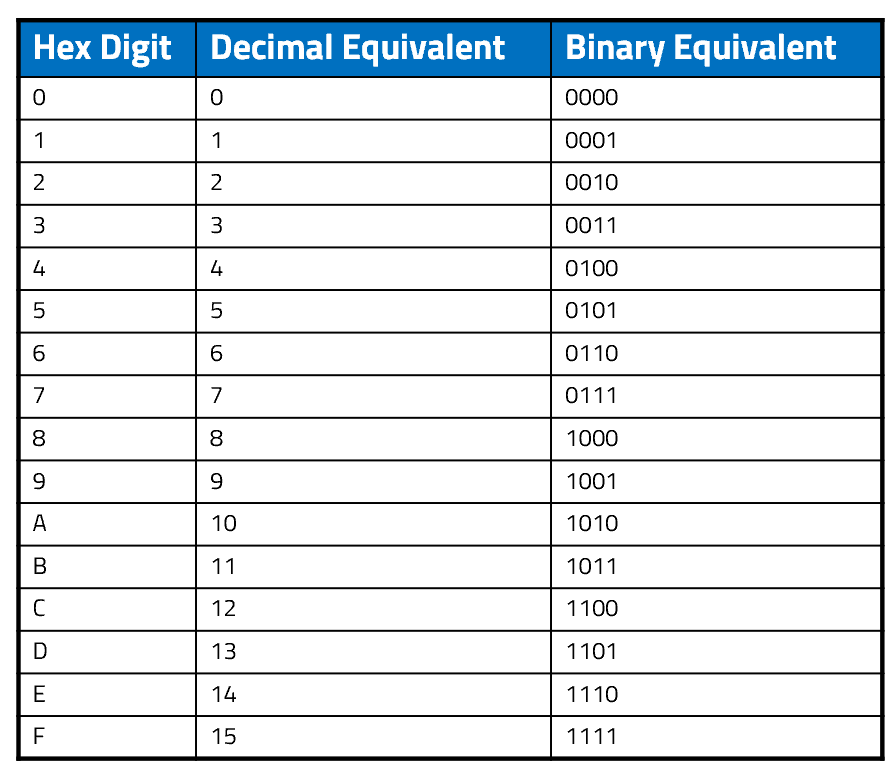 Hex Digit Decimal Equivalent Binary Equivalent
0 0 0000
1 1 0001
2 2 0010
3 3 0011
4 4 0100
5 5 0101
6 6 0110
7 7 0111
8 8 1000
9 9 1001
A 10 1010
B 11 1011
C 12 1100
D 13 1101
E 14 1110
F 15 1111